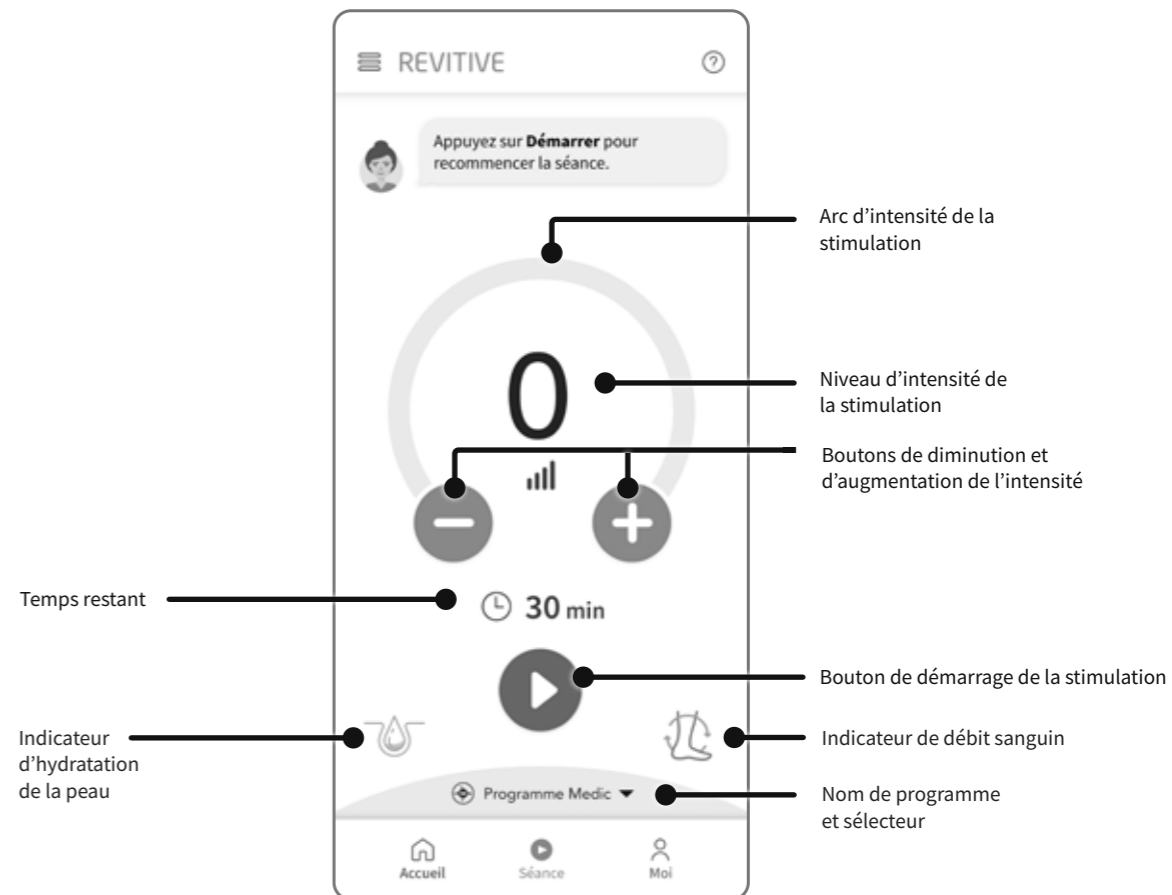 REVITIVE
?
Appuyez sur Démarrer pour
recommencer la séance.
Arc d’intensité de la
stimulation
0
Niveau d’intensité de
la stimulation
Boutons de diminution et
d’augmentation de l’intensité
Temps restant
30 min
Bouton de démarrage de la stimulation
Indicateur
d’hydratation
de la peau
Indicateur de débit sanguin
Programme Medic
Nom de programme
et sélecteur
Accueil
Séance
Moi